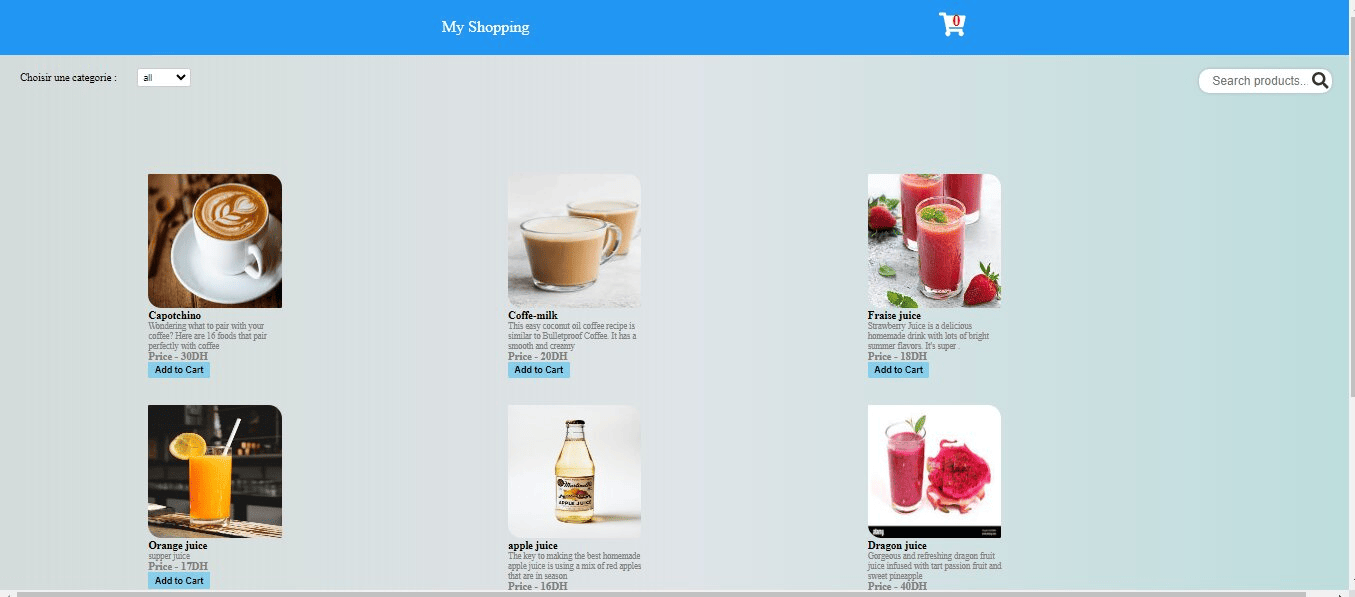 My Shopping
0
Choisir une categorie :
all
Search products...
Capotchino
Wondering what to pair with your
coffee? Here are 16 foods that pair
perfectly with coffee
Price - 30DH
Add to Cart
Coffe-milk
This easy coconut oil coffee recipe is
similar to Bulletproof Coffee. It has a
smooth and creamy
Price - 20DH
Add to Cart
Fraise juice
Strawberry Juice is a delicious
homemade drink with lots of bright
summer flavors. It's super .
Price - 18DH
Add to Cart
Orange juice
supper juice
Price - 17DH
Add to Cart
Martinelli's
APPLE JUICE
apple juice
The key to making the best homemade
apple juice is using a mix of red apples
that are in season
Price - 16DH
Dragon juice
Gorgeous and refreshing dragon fruit
juice infused with tart passion fruit and
sweet pineapple
Price - 40DH